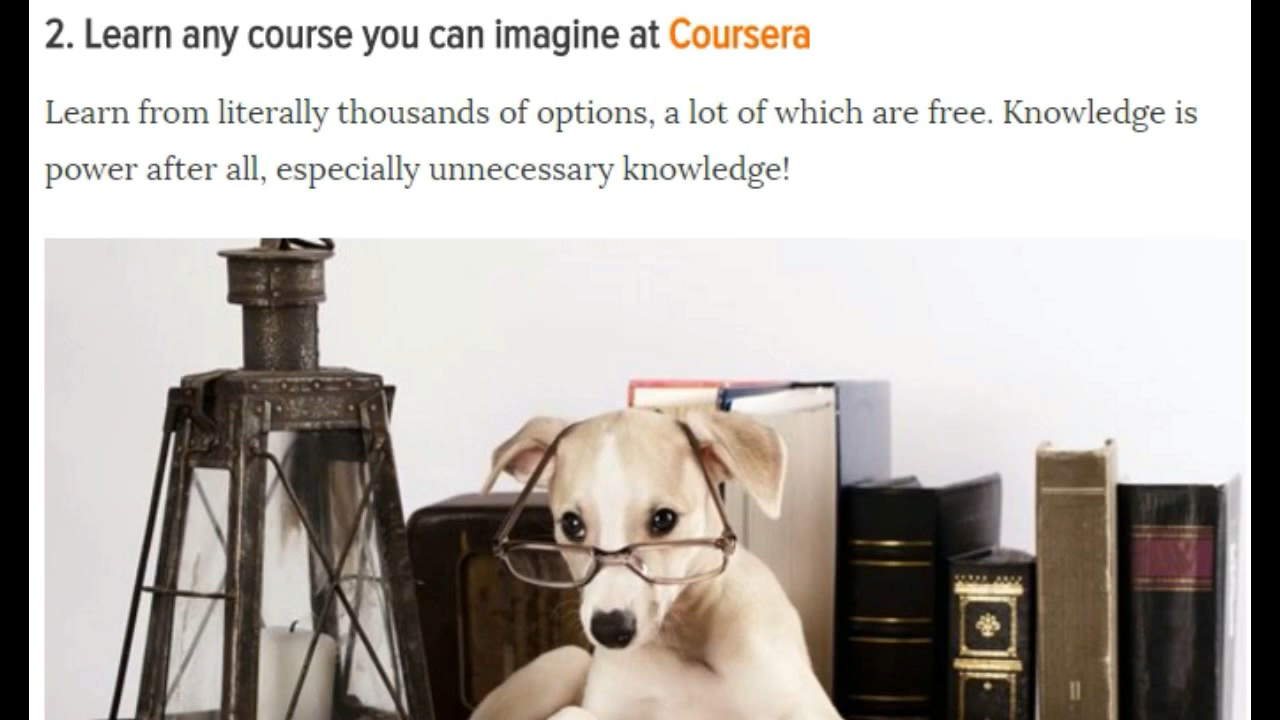 2. Learn any course you can imagine at Coursera
Learn from literally thousands of options, a lot of which are free. Knowledge is
power after all, especially unnecessary knowledge!